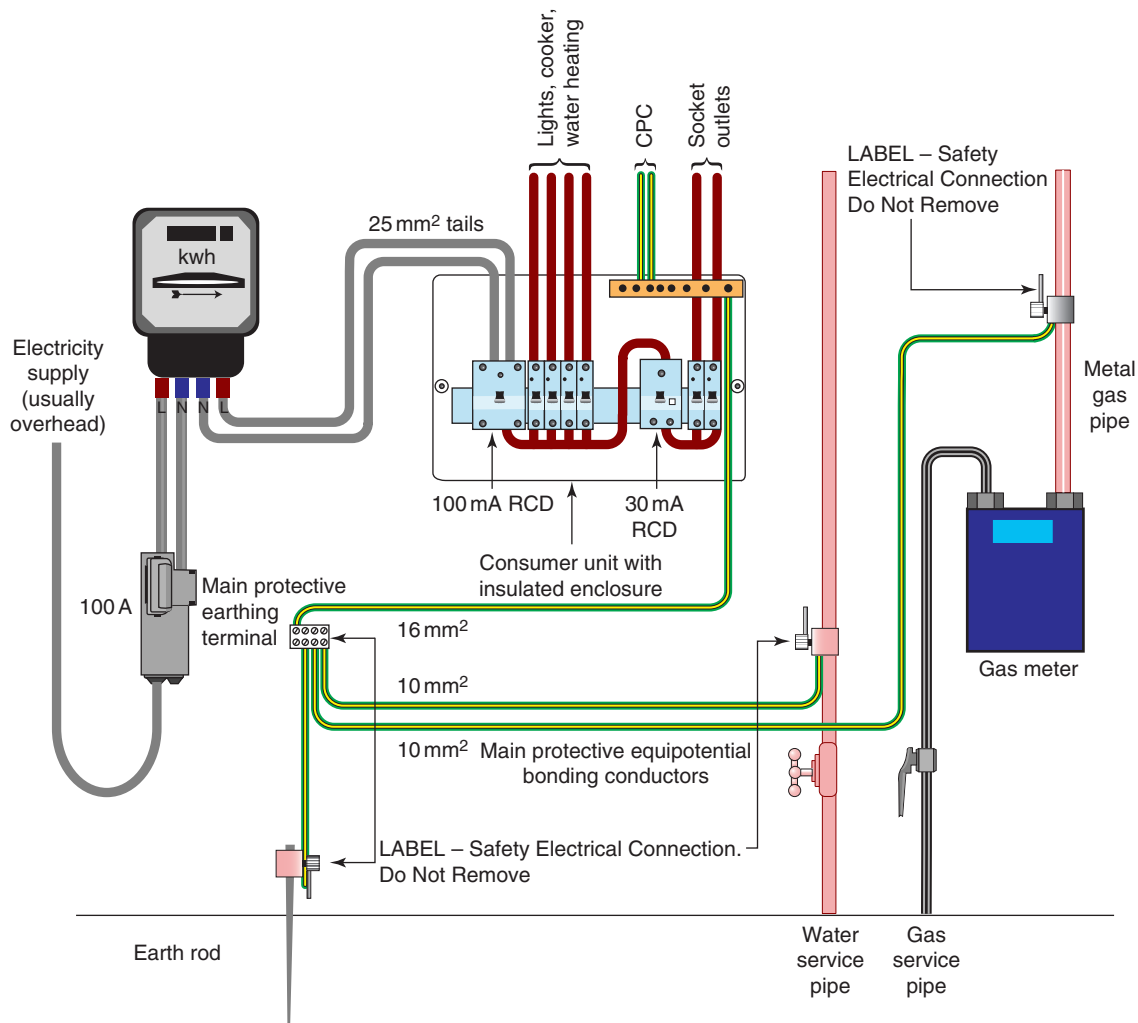 Lights, cooker,
water heating
CPC
Socket
outlets
LABEL – Safety
Electrical Connection
Do Not Remove
25 mm² tails
kwh
Electricity
supply
(usually
overhead)
L
N
N
L
Metal
gas
pipe
100 mA RCD
30 mA
RCD
Consumer unit with
insulated enclosure
100 A
Main protective
earthing
terminal
16 mm²
Gas meter
10 mm²
10 mm²
Main protective equipotential
bonding conductors
LABEL – Safety Electrical Connection.
Do Not Remove
Earth rod
Water
service
pipe
Gas
service
pipe